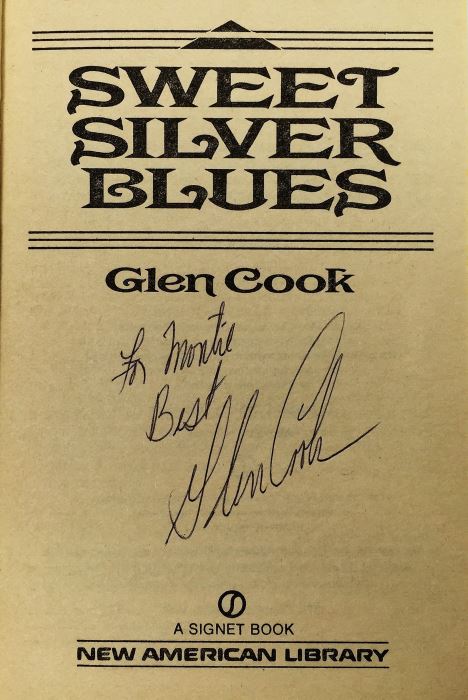 SWEET
SILVER
BLUES
Glen Cook
For Montie
Best
Glen Cook
A SIGNET BOOK
NEW AMERICAN LIBRARY